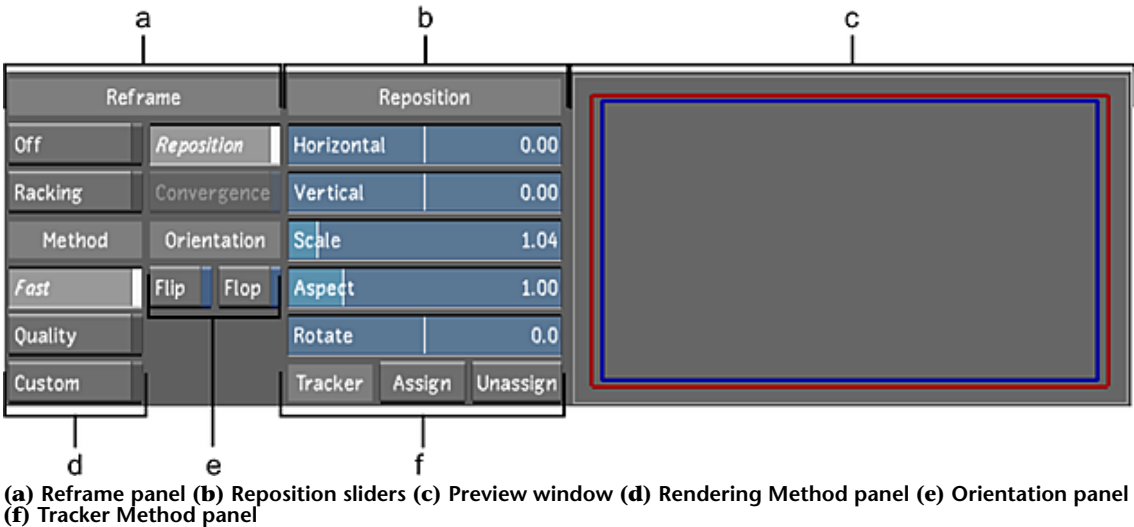 a b c
Reframe Reposition
Off Reposition Horizontal 0.00
Racking Convergence Vertical 0.00
Method Orientation Scale 1.04
Fast Flip Flop Aspect 1.00
Quality Rotate 0.0
Custom Tracker Assign Unassign
d e f
(a) Reframe panel (b) Reposition sliders (c) Preview window (d) Rendering Method panel (e) Orientation panel
(f) Tracker Method panel